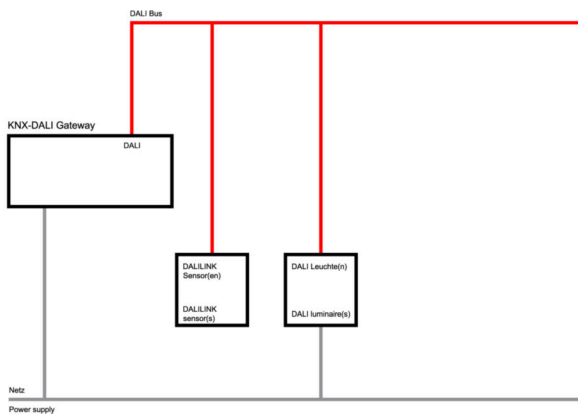 DALI Bus
KNX-DALI Gateway
DALI
DALILINK
Sensor(en)
DALILINK
sensor(s)
DALI Leuchte(n)
DALI luminaire(s)
Netz
Power supply